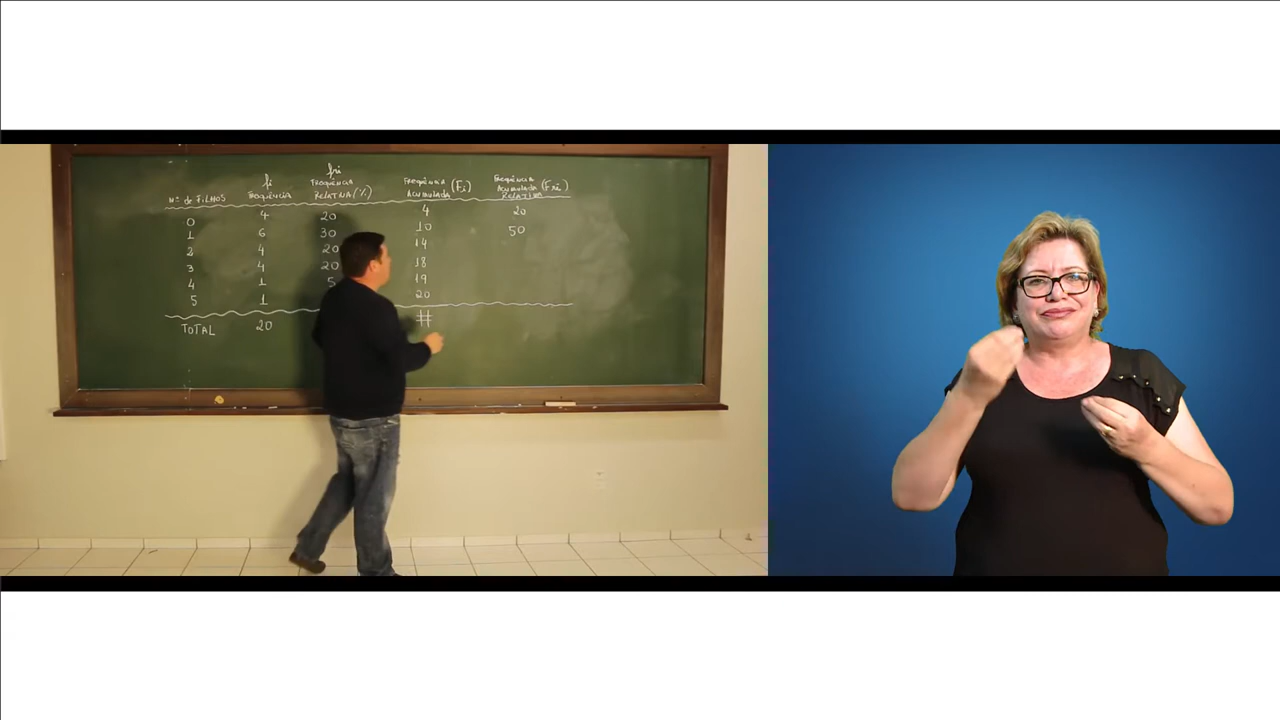 fi fri
Nº de FILHOS Frequência Frequência RELATIVA (%) Frequência Acumulada (Fi) Frequência Acumulada RELATIVA (Fri)
0 4 20 4 20
1 6 30 10 50
2 4 20 14
3 4 20 18
4 1 5 19
5 1 20
TOTAL 20 #